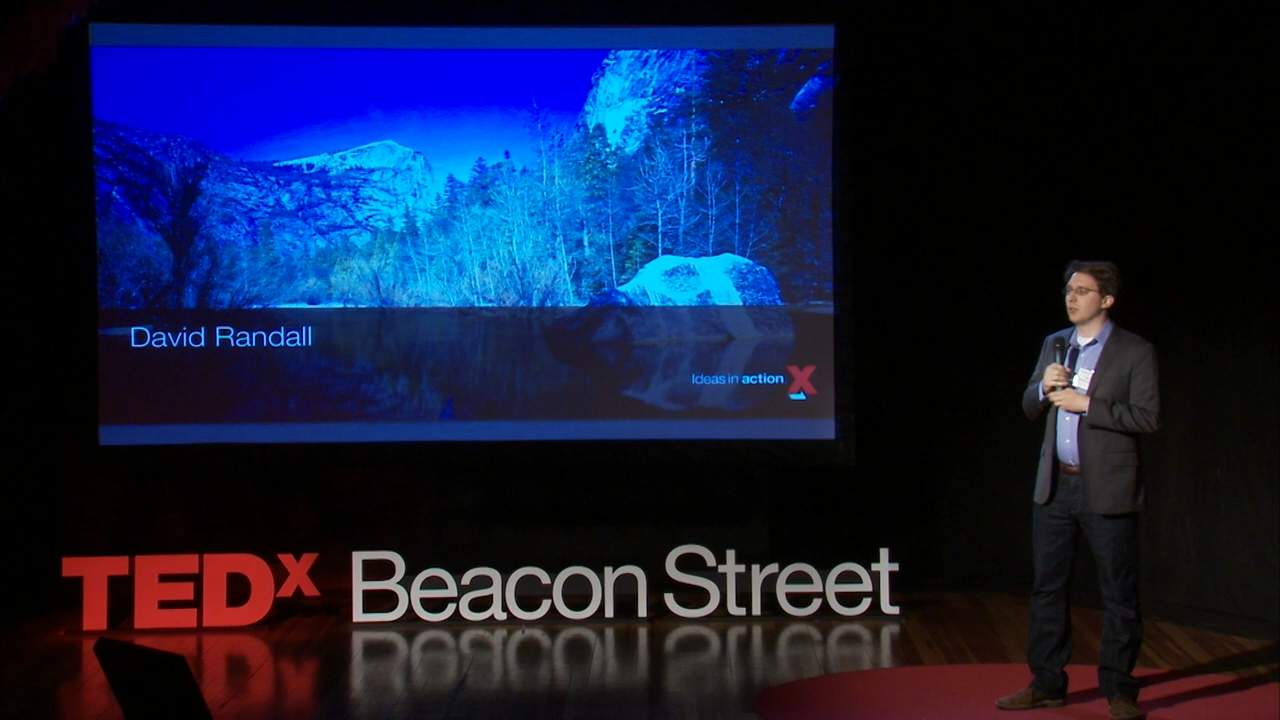 David Randall
Ideas in action. X
TEDx Beacon Street